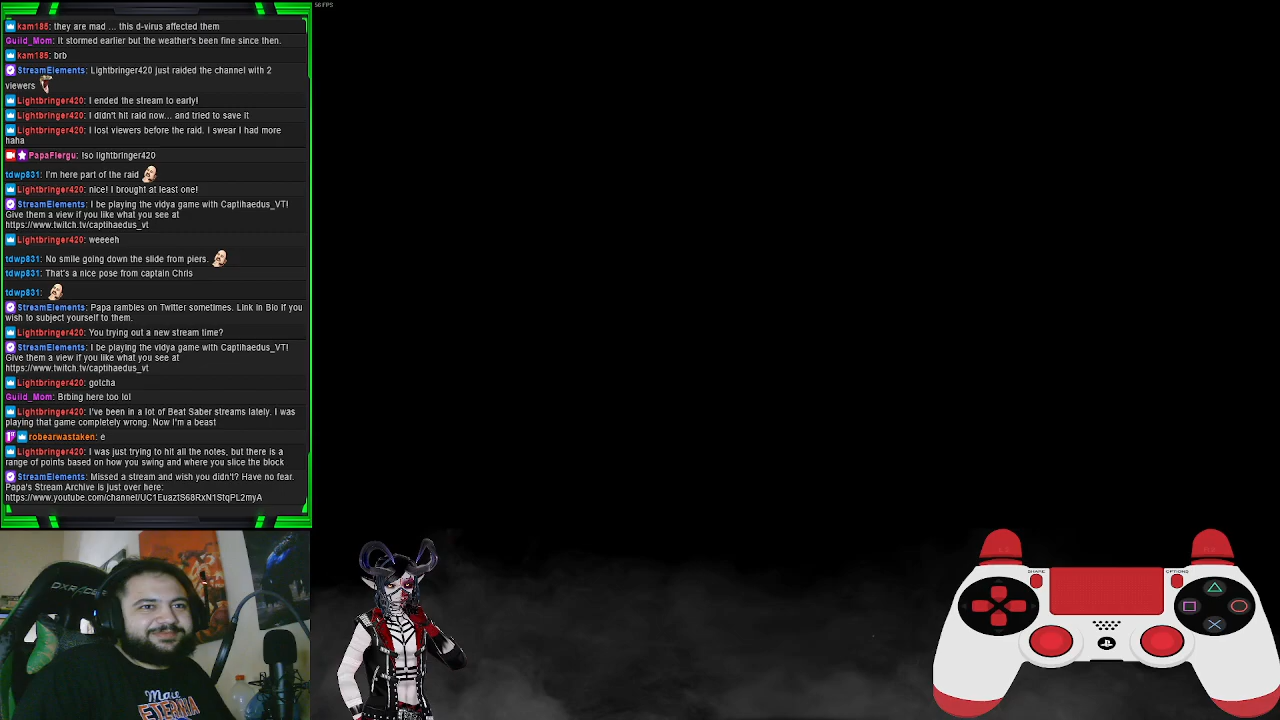 56 FPS
kam185: they are mad ... this d-virus affected them
Guild_Mom: It stormed earlier but the weather's been fine since then.
kam185: brb
StreamElements: Lightbringer420 just raided the channel with 2
viewers
Lightbringer420: I ended the stream to early!
Lightbringer420: I didn't hit raid now... and tried to save it
Lightbringer420: I lost viewers before the raid. I swear I had more
haha
PapaFiergu: !so lightbringer420
tdwp831: I'm here part of the raid
Lightbringer420: nice! I brought at least one!
StreamElements: I be playing the vidya game with Captihaedus_VT!
Give them a view if you like what you see at
https://www.twitch.tv/captihaedus_vt
Lightbringer420: weeeeh
tdwp831: No smile going down the slide from piers.
tdwp831: That's a nice pose from captain Chris
tdwp831:
StreamElements: Papa rambles on Twitter sometimes. Link in Bio if you
wish to subject yourself to them.
Lightbringer420: You trying out a new stream time?
StreamElements: I be playing the vidya game with Captihaedus_VT!
Give them a view if you like what you see at
https://www.twitch.tv/captihaedus_vt
Lightbringer420: gotcha
Guild_Mom: Brbing here too lol
Lightbringer420: I've been in a lot of Beat Saber streams lately. I was
playing that game completely wrong. Now I'm a beast
robearwastaken: e
Lightbringer420: I was just trying to hit all the notes, but there is a
range of points based on how you swing and where you slice the block
StreamElements: Missed a stream and wish you didn't? Have no fear.
Papa's Stream Archive is just over here:
https://www.youtube.com/channel/UC1EuaztS68RxN1StqPL2myA
SHARE
OPTIONS
ETERNA